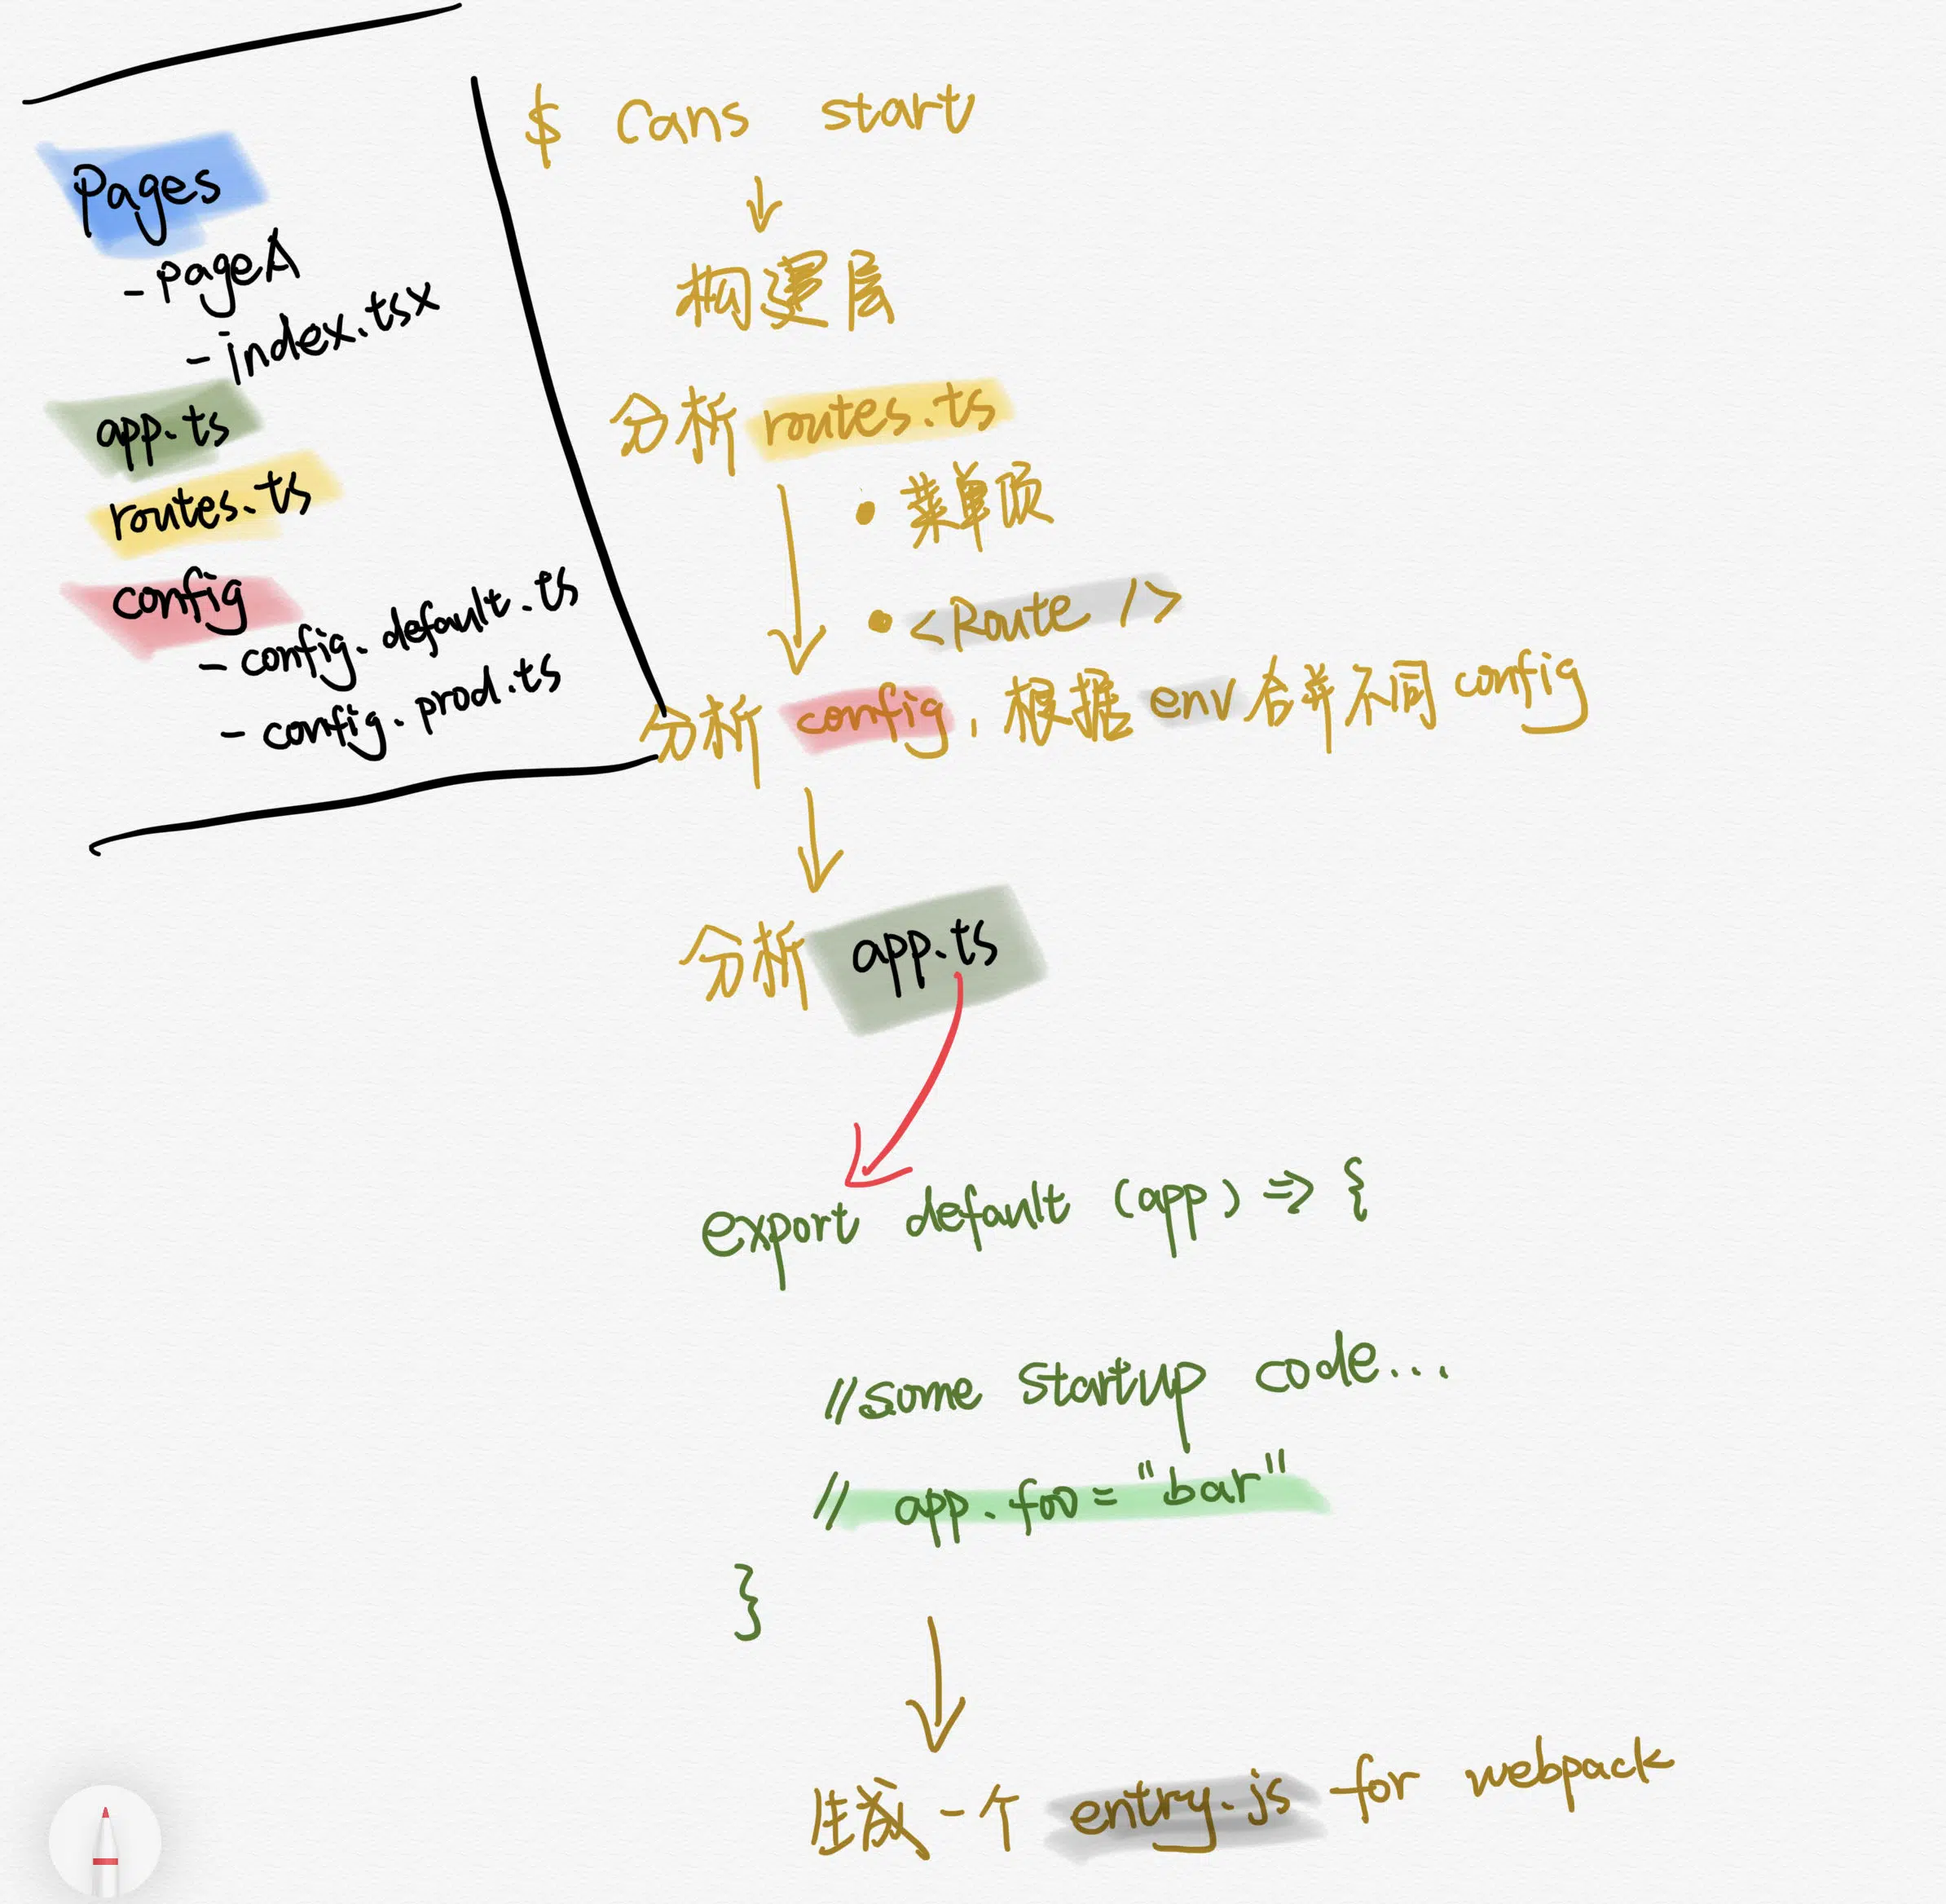 Pages
- pageA
- index.tsx
app.ts
routes.ts
config
- config.default.ts
- config.prod.ts
$ Cans start
构建层
分析 routes.ts
• 菜单项
• <Route />
分析 config, 根据 env 合并不同 config
分析 app.ts
export default (app) => {
//some startup code...
// app.foo = "bar"
}
生成一个 entry.js for webpack